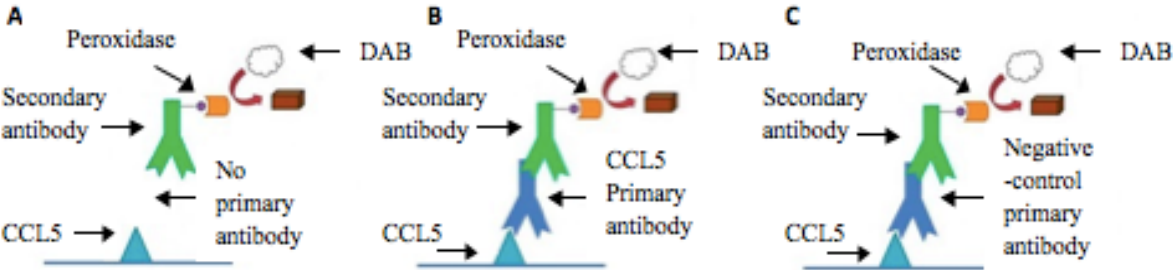 A
Peroxidase
DAB
Secondary
antibody
No
primary
antibody
CCL5
B
Peroxidase
DAB
Secondary
antibody
CCL5
Primary
antibody
CCL5
C
Peroxidase
DAB
Secondary
antibody
Negative
-control
primary
antibody
CCL5